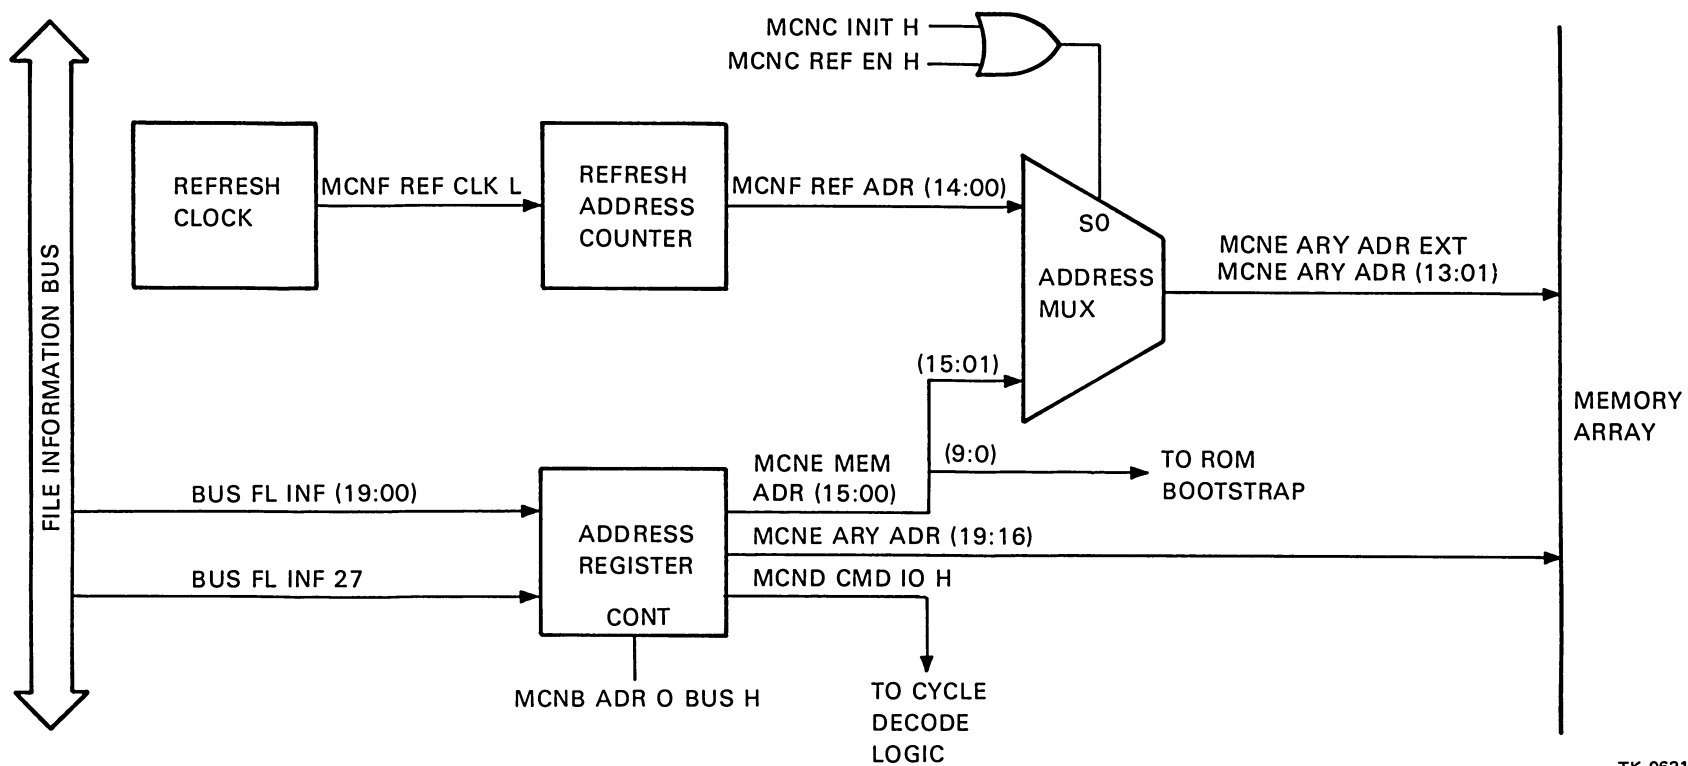 MCNC INIT H
MCNC REF EN H
REFRESH
CLOCK
MCNF REF CLK L
REFRESH
ADDRESS
COUNTER
MCNF REF ADR (14:00)
S0
ADDRESS
MUX
MCNE ARY ADR EXT
MCNE ARY ADR (13:01)
FILE INFORMATION BUS
(15:01)
MEMORY
ARRAY
BUS FL INF (19:00)
MCNE MEM
ADR (15:00)
(9:0)
TO ROM
BOOTSTRAP
ADDRESS
REGISTER
CONT
MCNE ARY ADR (19:16)
BUS FL INF 27
MCND CMD IO H
MCNB ADR O BUS H
TO CYCLE
DECODE
LOGIC